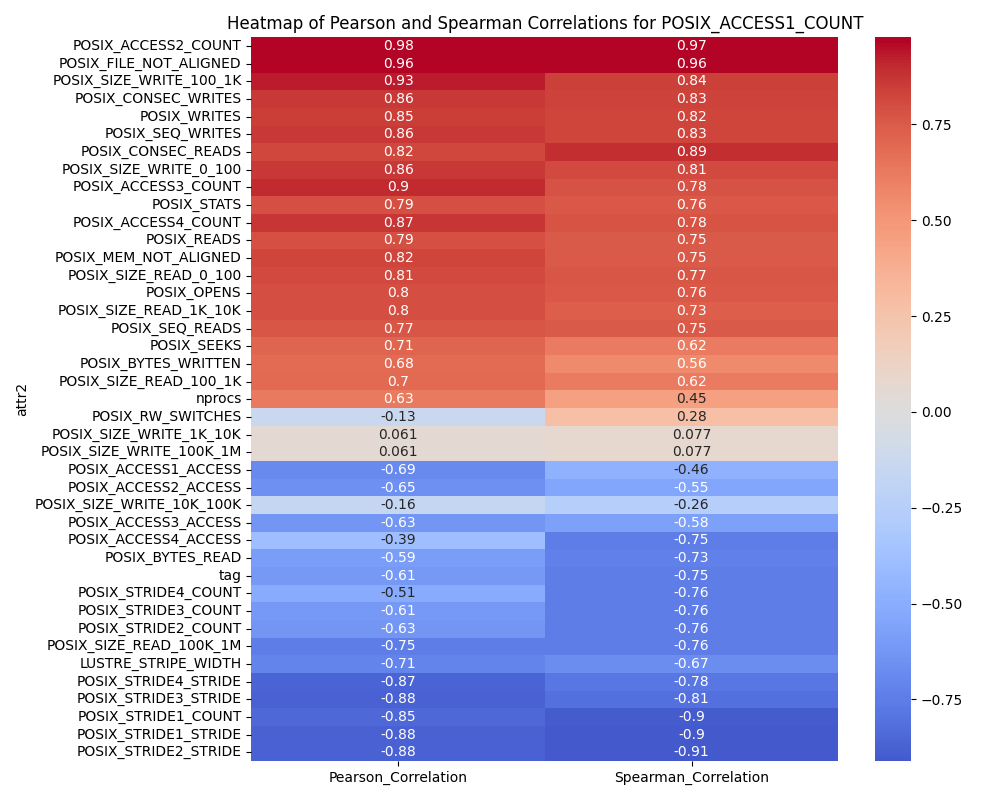 Heatmap of Pearson and Spearman Correlations for POSIX_ACCESS1_COUNT
POSIX_ACCESS2_COUNT 0.98 0.97
POSIX_FILE_NOT_ALIGNED 0.96 0.96
POSIX_SIZE_WRITE_100_1K 0.93 0.84
POSIX_CONSEC_WRITES 0.86 0.83
POSIX_WRITES 0.85 0.82
POSIX_SEQ_WRITES 0.86 0.83
POSIX_CONSEC_READS 0.82 0.89
POSIX_SIZE_WRITE_0_100 0.86 0.81
POSIX_ACCESS3_COUNT 0.9 0.78
POSIX_STATS 0.79 0.76
POSIX_ACCESS4_COUNT 0.87 0.78
POSIX_READS 0.79 0.75
POSIX_MEM_NOT_ALIGNED 0.82 0.75
POSIX_SIZE_READ_0_100 0.81 0.77
POSIX_OPENS 0.8 0.76
POSIX_SIZE_READ_1K_10K 0.8 0.73
POSIX_SEQ_READS 0.77 0.75
POSIX_SEEKS 0.71 0.62
POSIX_BYTES_WRITTEN 0.68 0.56
POSIX_SIZE_READ_100_1K 0.7 0.62
nprocs 0.63 0.45
POSIX_RW_SWITCHES -0.13 0.28
POSIX_SIZE_WRITE_1K_10K 0.061 0.077
POSIX_SIZE_WRITE_100K_1M 0.061 0.077
POSIX_ACCESS1_ACCESS -0.69 -0.46
POSIX_ACCESS2_ACCESS -0.65 -0.55
POSIX_SIZE_WRITE_10K_100K -0.16 -0.26
POSIX_ACCESS3_ACCESS -0.63 -0.58
POSIX_ACCESS4_ACCESS -0.39 -0.75
POSIX_BYTES_READ -0.59 -0.73
tag -0.61 -0.75
POSIX_STRIDE4_COUNT -0.51 -0.76
POSIX_STRIDE3_COUNT -0.61 -0.76
POSIX_STRIDE2_COUNT -0.63 -0.76
POSIX_SIZE_READ_100K_1M -0.75 -0.76
LUSTRE_STRIPE_WIDTH -0.71 -0.67
POSIX_STRIDE4_STRIDE -0.87 -0.78
POSIX_STRIDE3_STRIDE -0.88 -0.81
POSIX_STRIDE1_COUNT -0.85 -0.9
POSIX_STRIDE1_STRIDE -0.88 -0.9
POSIX_STRIDE2_STRIDE -0.88 -0.91
attr2
Pearson_Correlation Spearman_Correlation
0.75
0.50
0.25
0.00
−0.25
−0.50
−0.75